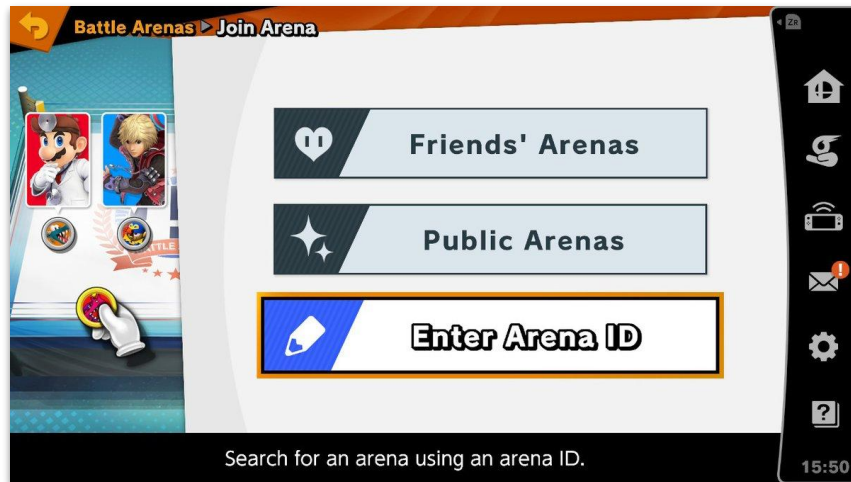 Battle Arenas ▷ Join Arena
ZR
Friends' Arenas
Public Arenas
Enter Arena ID
Search for an arena using an arena ID.
15:50